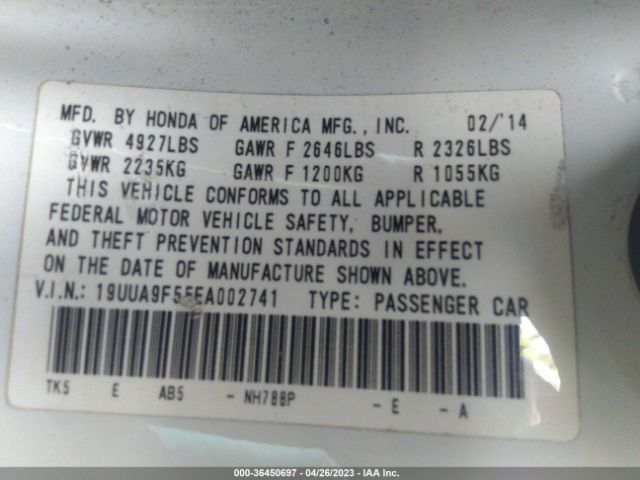 MFD. BY HONDA OF AMERICA MFG., INC. 02/'14
GVWR 4927LBS GAWR F 2646LBS R 2326LBS
GVWR 2235KG GAWR F 1200KG R 1055KG
THIS VEHICLE CONFORMS TO ALL APPLICABLE
FEDERAL MOTOR VEHICLE SAFETY, BUMPER,
AND THEFT PREVENTION STANDARDS IN EFFECT
ON THE DATE OF MANUFACTURE SHOWN ABOVE.
V.I.N.: 19UUA9F55EA002741 TYPE: PASSENGER CAR
TK5 E AB5 - NH788P - E - A
000-36450697 - 04/26/2023 - IAA Inc.